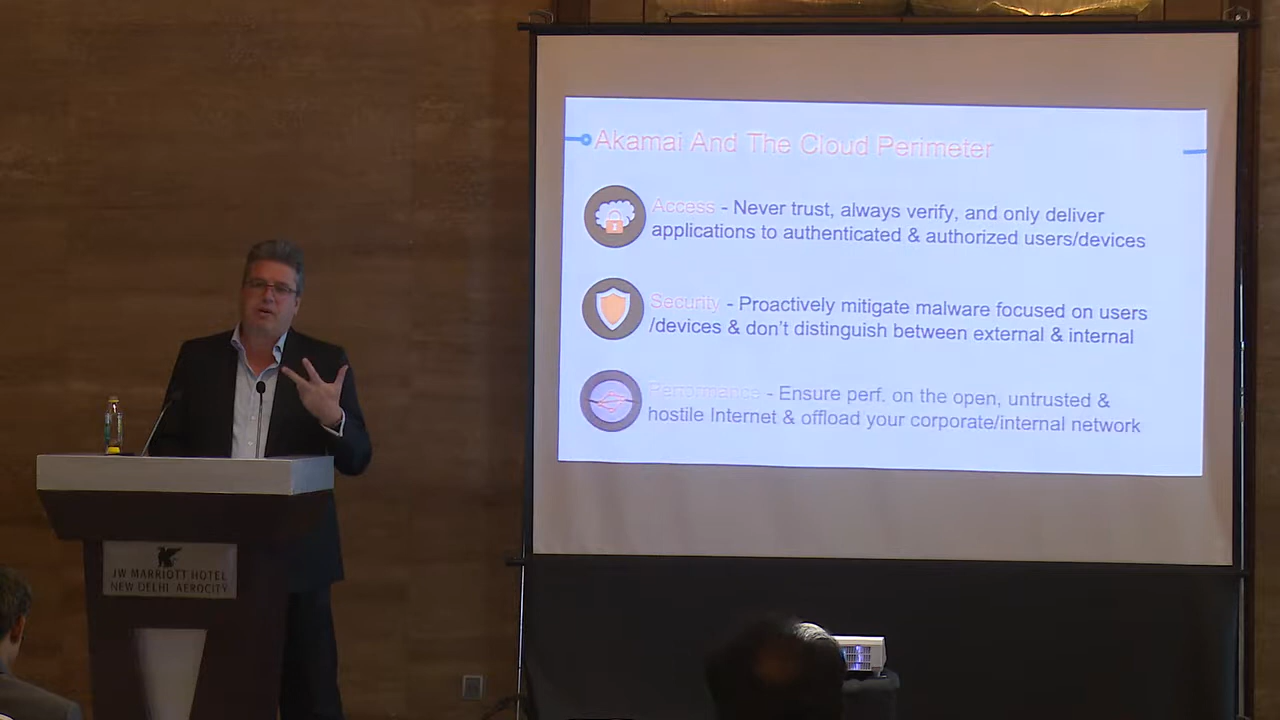 Akamai And The Cloud Perimeter
Access - Never trust, always verify, and only deliver
applications to authenticated & authorized users/devices
Security - Proactively mitigate malware focused on users
/devices & don't distinguish between external & internal
Performance - Ensure perf. on the open, untrusted &
hostile Internet & offload your corporate/internal network
JW MARRIOTT HOTEL
NEW DELHI AEROCITY